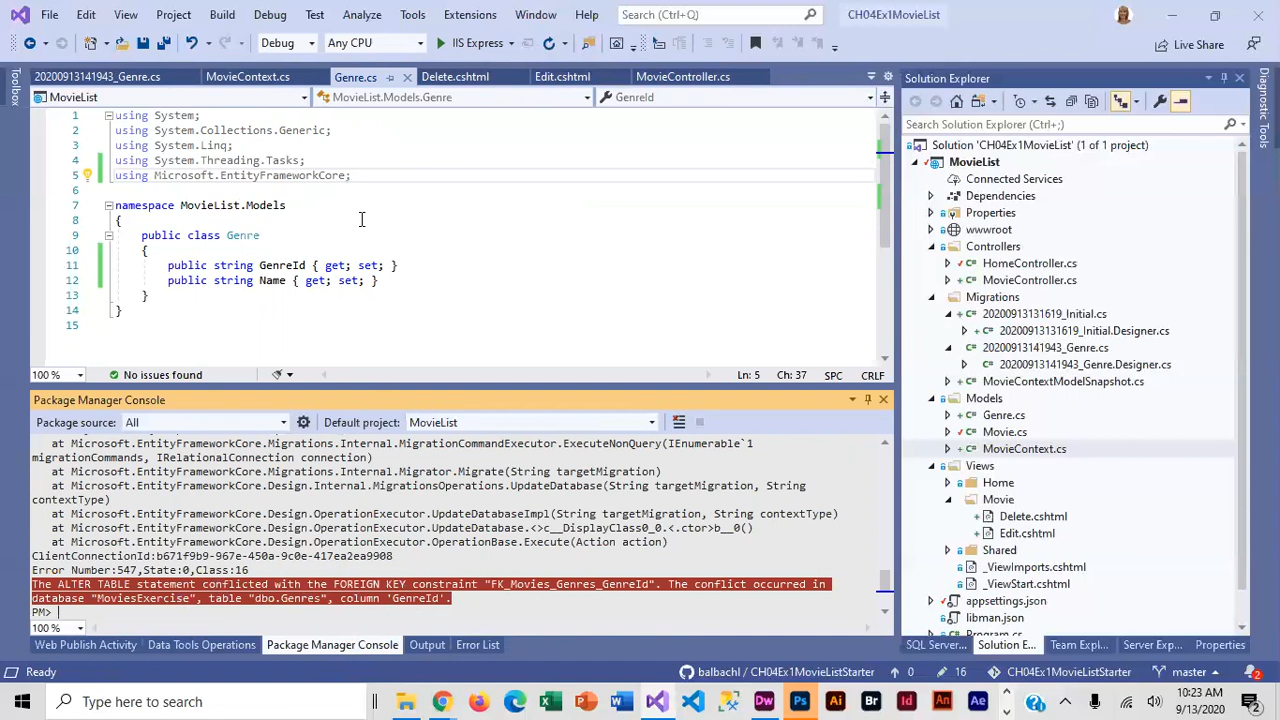 File Edit View Project Build Debug Test Analyze Tools Extensions Window Help Search (Ctrl+;) CH04Ex1MovieList
Debug Any CPU IIS Express Live Share
20200913141943_Genre.cs MovieContext.cs Genre.cs Delete.cshtml Edit.cshtml MovieController.cs
MovieList MovieList.Models.Genre GenreId
Toolbox
1 using System;
2 using System.Collections.Generic;
3 using System.Linq;
4 using System.Threading.Tasks;
5 using Microsoft.EntityFrameworkCore;
6
7 namespace MovieList.Models
8 {
9 public class Genre
10 {
11 public string GenreId { get; set; }
12 public string Name { get; set; }
13 }
14 }
15
100 % No issues found Ln: 5 Ch: 37 SPC CRLF
Package Manager Console
Package source: All Default project: MovieList
at Microsoft.EntityFrameworkCore.Migrations.Internal.MigrationCommandExecutor.ExecuteNonQuery(IEnumerable`1
migrationCommands, IRelationalConnection connection)
at Microsoft.EntityFrameworkCore.Migrations.Internal.Migrator.Migrate(String targetMigration)
at Microsoft.EntityFrameworkCore.Design.Internal.MigrationsOperations.UpdateDatabase(String targetMigration, String
contextType)
at Microsoft.EntityFrameworkCore.Design.OperationExecutor.UpdateDatabaseImpl(String targetMigration, String contextType)
at Microsoft.EntityFrameworkCore.Design.OperationExecutor.UpdateDatabase.<>c__DisplayClass0_0.<.ctor>b__0()
at Microsoft.EntityFrameworkCore.Design.OperationExecutor.OperationBase.Execute(Action action)
ClientConnectionId:b671f9b9-967e-450a-9c0e-417ea2ea9908
Error Number:547,State:0,Class:16
The ALTER TABLE statement conflicted with the FOREIGN KEY constraint "FK_Movies_Genres_GenreId". The conflict occurred in
database "MoviesExercise", table "dbo.Genres", column 'GenreId'.
PM>
100 %
Web Publish Activity Data Tools Operations Package Manager Console Output Error List
Solution Explorer
Search Solution Explorer (Ctrl+;)
Solution 'CH04Ex1MovieList' (1 of 1 project)
MovieList
Connected Services
Dependencies
Properties
wwwroot
Controllers
HomeController.cs
MovieController.cs
Migrations
20200913131619_Initial.cs
20200913131619_Initial.Designer.cs
20200913141943_Genre.cs
20200913141943_Genre.Designer.cs
MovieContextModelSnapshot.cs
Models
Genre.cs
Movie.cs
MovieContext.cs
Views
Home
Movie
Delete.cshtml
Edit.cshtml
Shared
_ViewImports.cshtml
_ViewStart.cshtml
appsettings.json
libman.json
Program.cs
SQL Server... Solution E... Team Expl... Server Exp... Properties
Diagnostic Tools
Ready balbachl / CH04Ex1MovieListStarter 0 16 CH04Ex1MovieListStarter master 2
Type here to search Dw Ps Ai Br Id An Ae 10:23 AM
9/13/2020 2